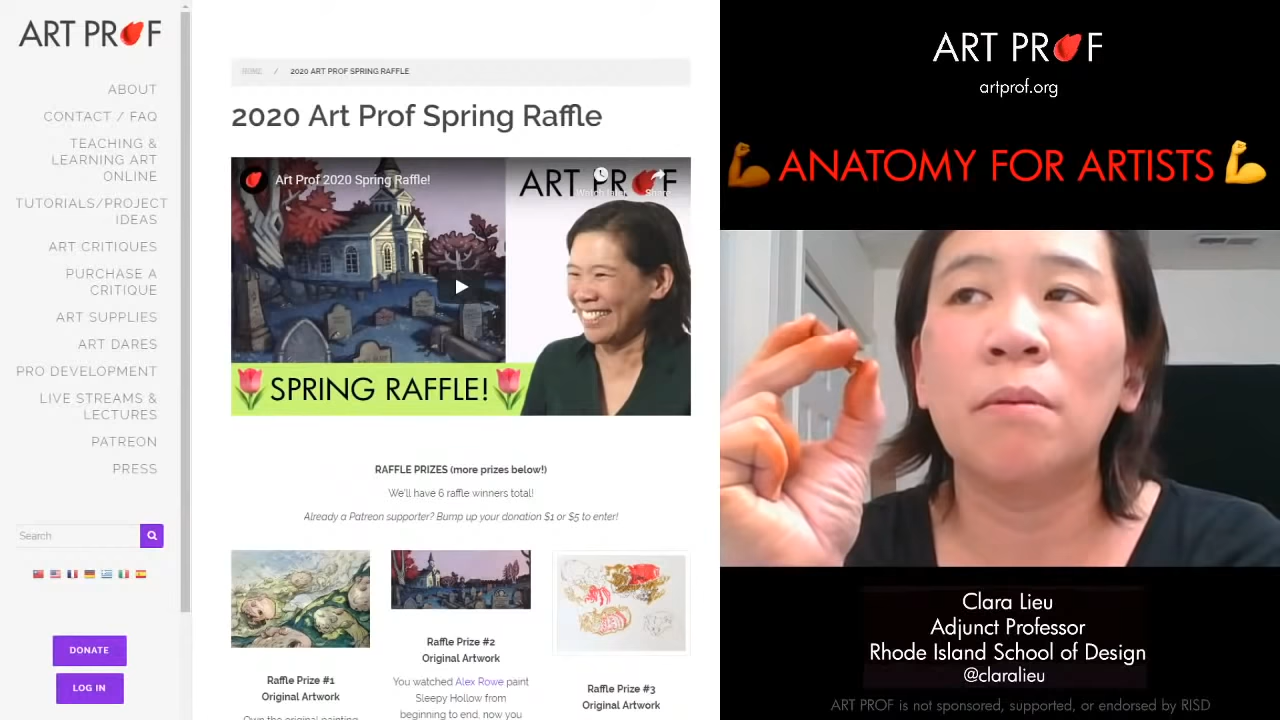 ART PROF
ABOUT
CONTACT / FAQ
TEACHING &
LEARNING ART
ONLINE
TUTORIALS/PROJECT
IDEAS
ART CRITIQUES
PURCHASE A
CRITIQUE
ART SUPPLIES
ART DARES
PRO DEVELOPMENT
LIVE STREAMS &
LECTURES
PATREON
PRESS
Search
DONATE
LOG IN
HOME / 2020 ART PROF SPRING RAFFLE
2020 Art Prof Spring Raffle
Art Prof 2020 Spring Raffle!
ART PROF
Share
SPRING RAFFLE!
RAFFLE PRIZES (more prizes below!)
We'll have 6 raffle winners total!
Already a Patreon supporter? Bump up your donation $1 or $5 to enter!
Raffle Prize #1
Original Artwork
Own the original painting
Raffle Prize #2
Original Artwork
You watched Alex Rowe paint
Sleepy Hollow from
beginning to end, now you
Raffle Prize #3
Original Artwork
ART PROF
artprof.org
ANATOMY FOR ARTISTS
Clara Lieu
Adjunct Professor
Rhode Island School of Design
@claralieu
ART PROF is not sponsored, supported, or endorsed by RISD